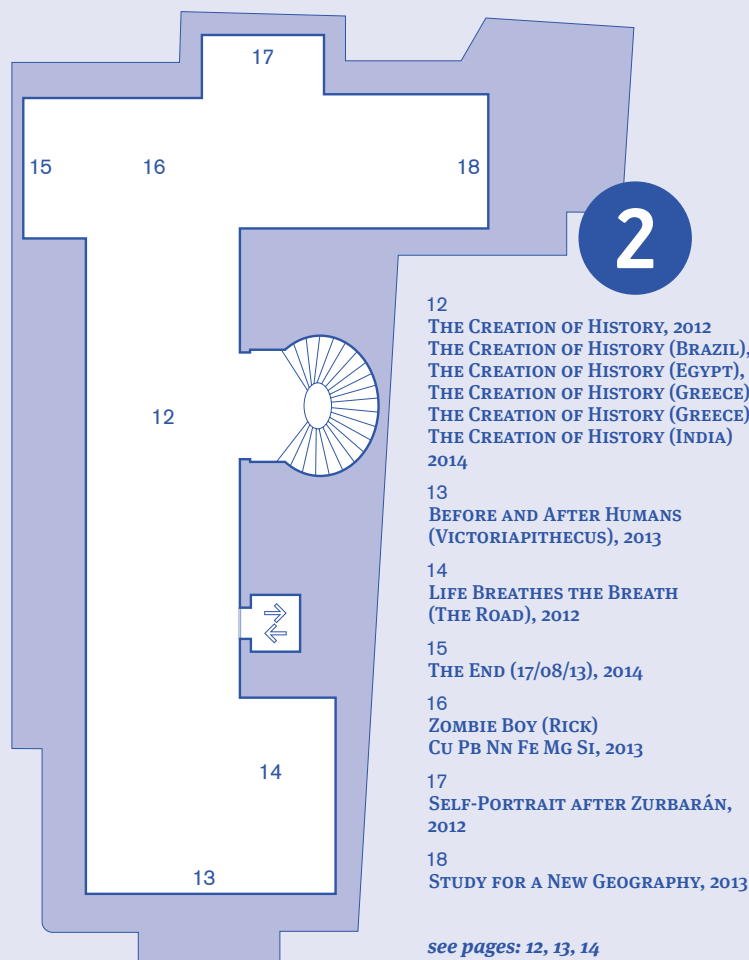 17
15
16
18
2
12
14
13
12
The Creation of History, 2012
The Creation of History (Brazil),
The Creation of History (Egypt),
The Creation of History (Greece)
The Creation of History (Greece)
The Creation of History (India)
2014
13
Before and After Humans
(Victoriapithecus), 2013
14
Life Breathes the Breath
(The Road), 2012
15
The End (17/08/13), 2014
16
Zombie Boy (Rick)
Cu Pb Nn Fe Mg Si, 2013
17
Self-Portrait after Zurbarán,
2012
18
Study for a New Geography, 2013
see pages: 12, 13, 14